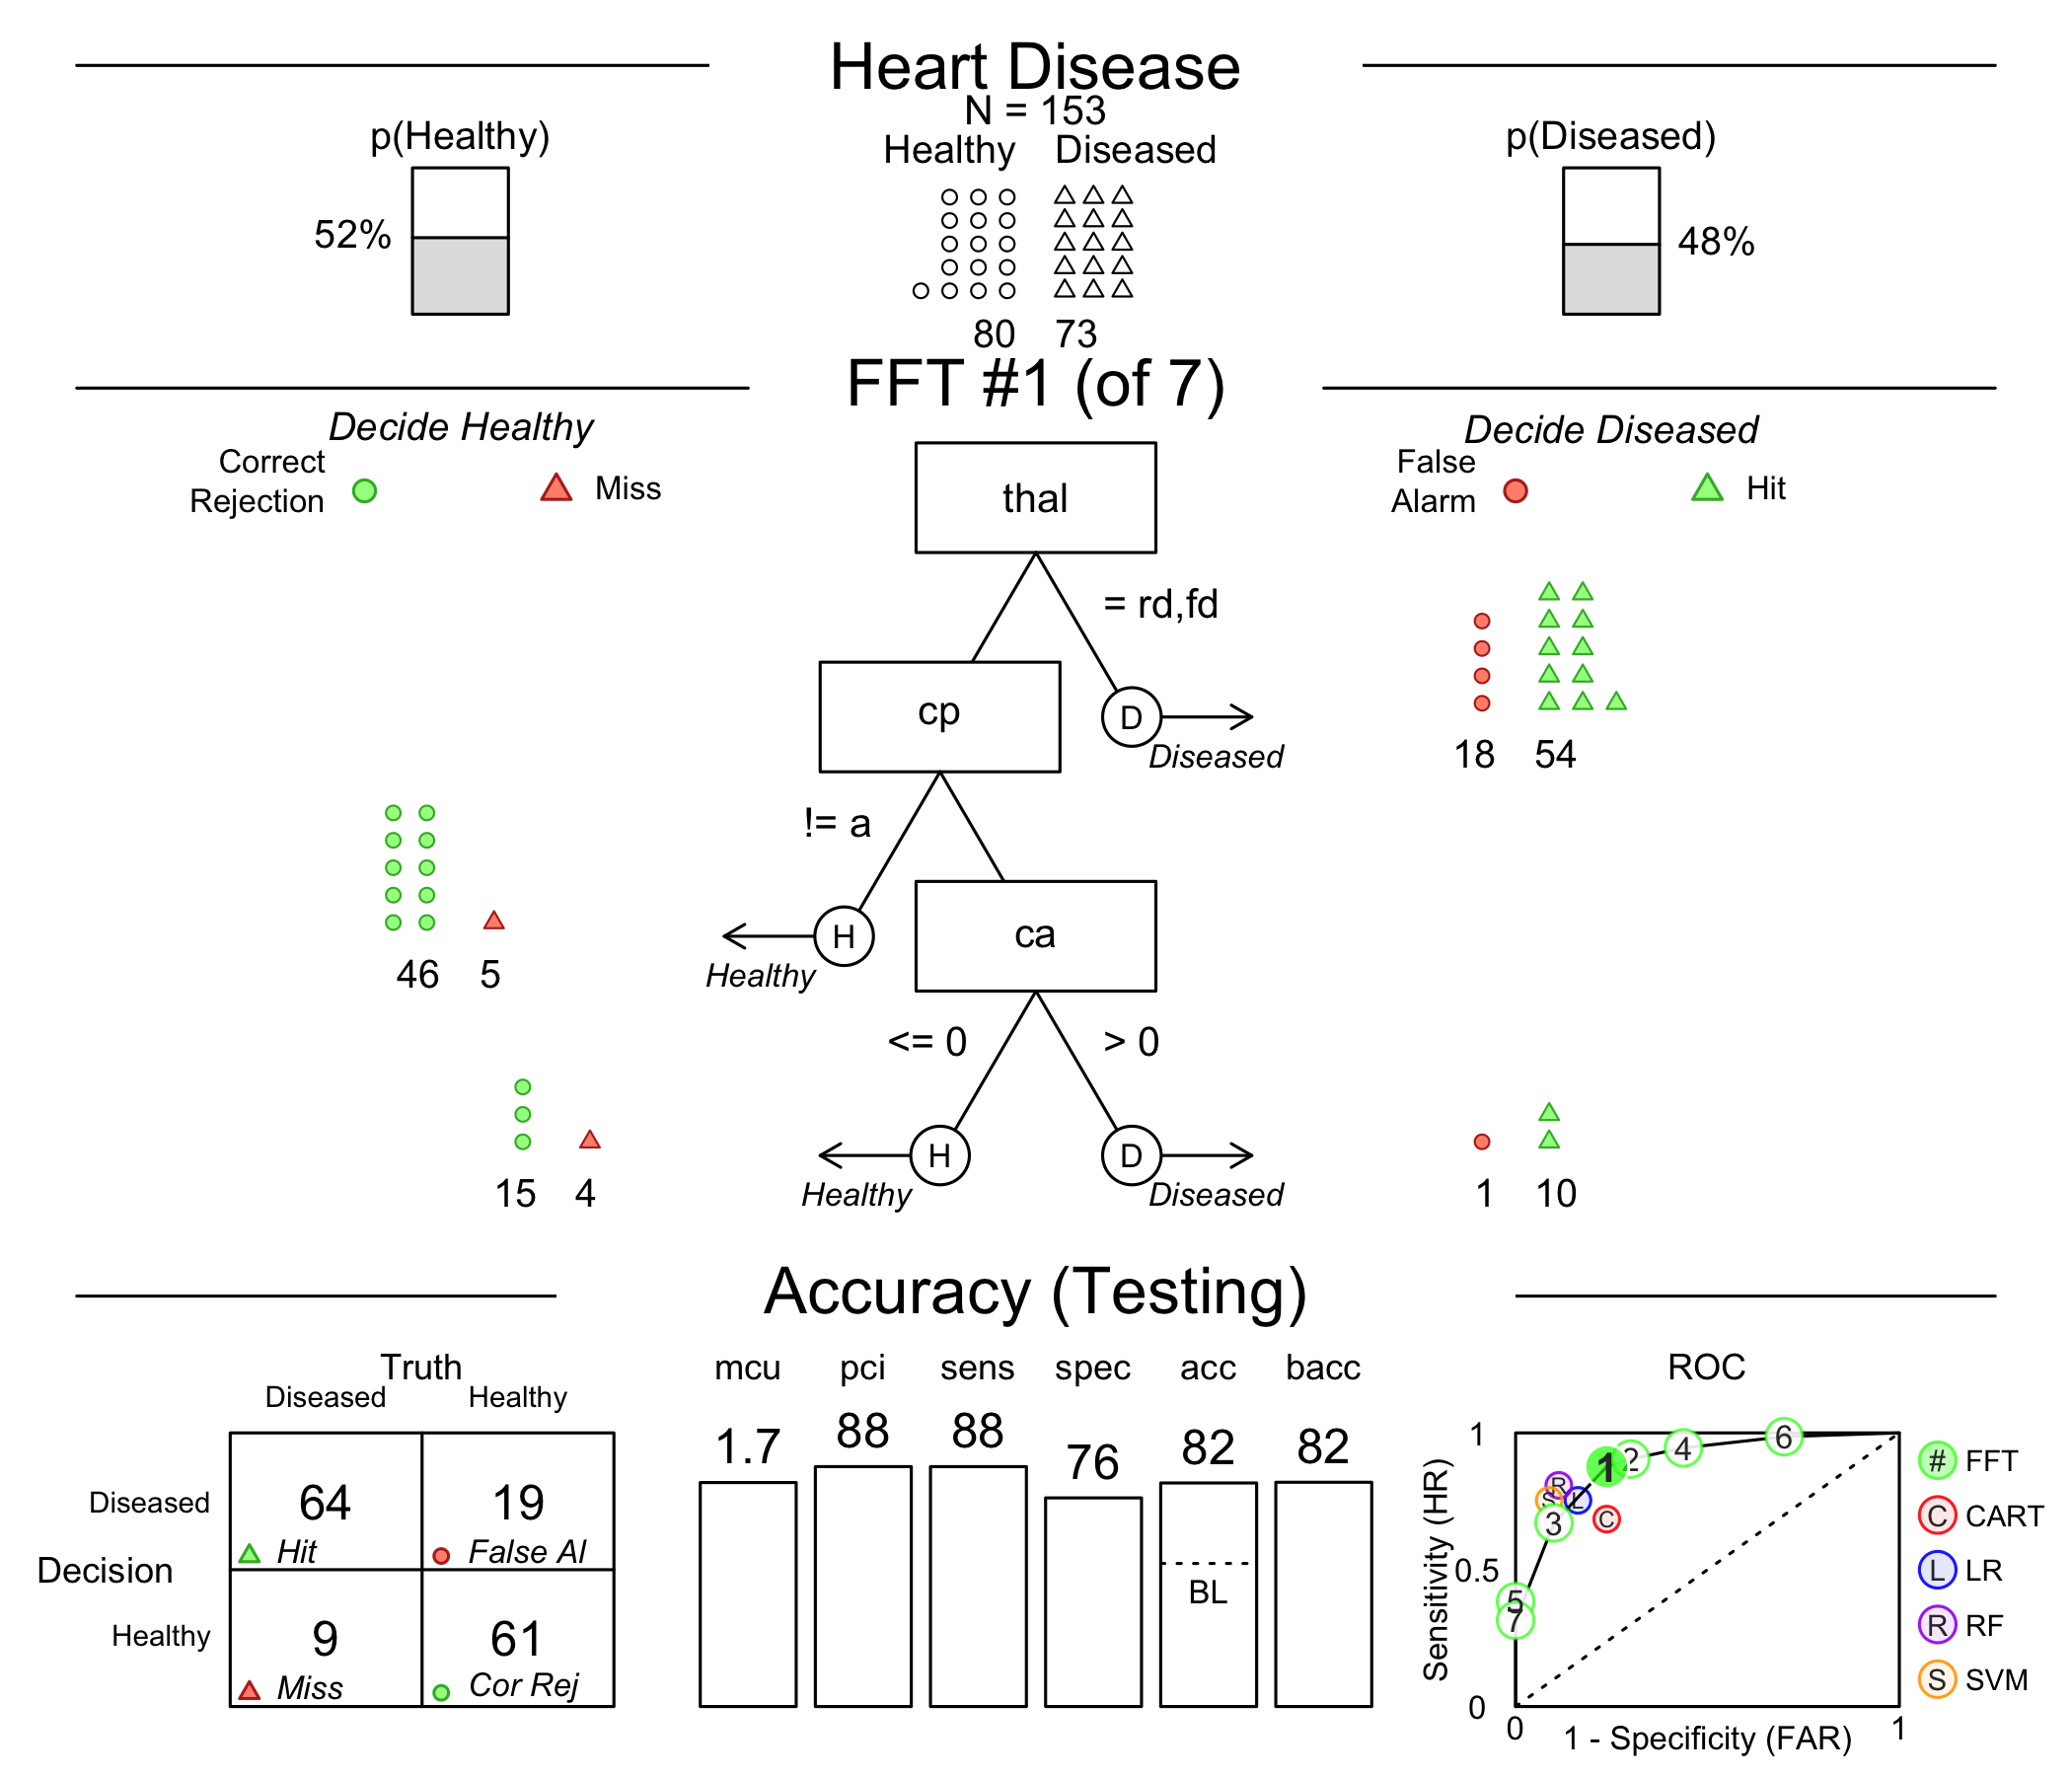 Heart Disease
N = 153
p(Healthy)
p(Diseased)
Healthy Diseased
52%
48%
80 73
FFT #1 (of 7)
Decide Healthy
Decide Diseased
Correct
Rejection
Miss
False
Alarm
Hit
thal
= rd,fd
cp
D
Diseased
18 54
!= a
H
Healthy
46 5
ca
<= 0
> 0
H
Healthy
D
Diseased
15 4
1 10
Accuracy (Testing)
Truth
Diseased Healthy
Decision
Diseased
64
Hit
19
False Al
Healthy
9
Miss
61
Cor Rej
mcu pci sens spec acc bacc
1.7 88 88 76 82 82
BL
ROC
1
0.5
0
Sensitivity (HR)
1 2 4 6
R
S L
3 C
5
7
0 1
1 - Specificity (FAR)
# FFT
C CART
L LR
R RF
S SVM